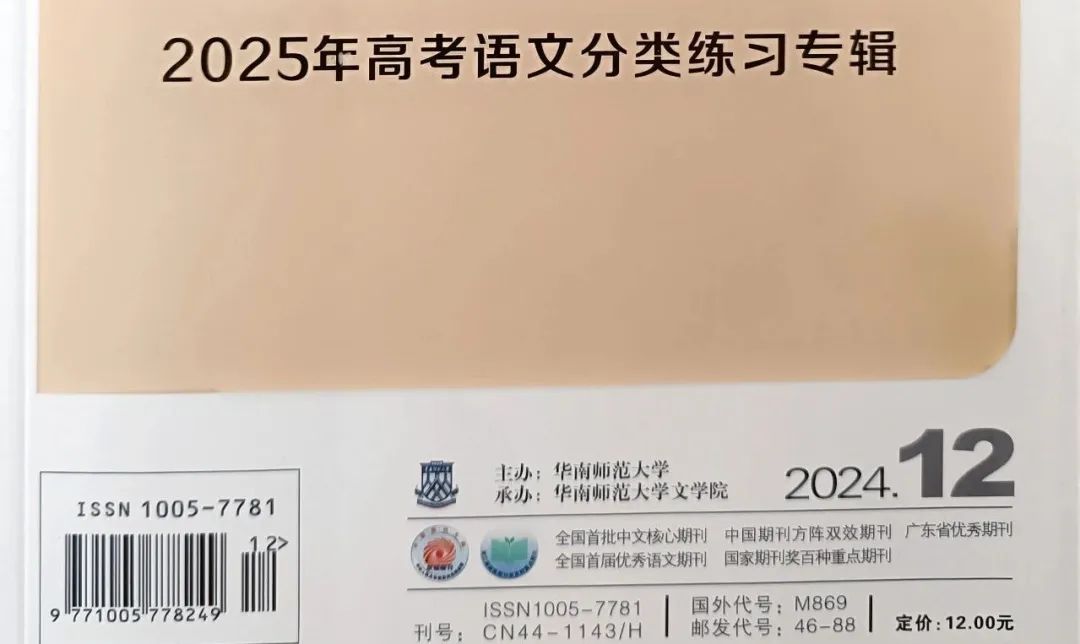 2025年高考语文分类练习专辑
主办：华南师范大学
承办：华南师范大学文学院
2024.12
全国首批中文核心期刊 中国期刊方阵双效期刊 广东省优秀期刊
全国首届优秀语文期刊 国家期刊奖百种重点期刊
ISSN 1005-7781
12>
9 771005 778249
刊号：
ISSN1005-7781
CN44-1143/H
国外代号：M869
邮发代号：46-88
定价：12.00元